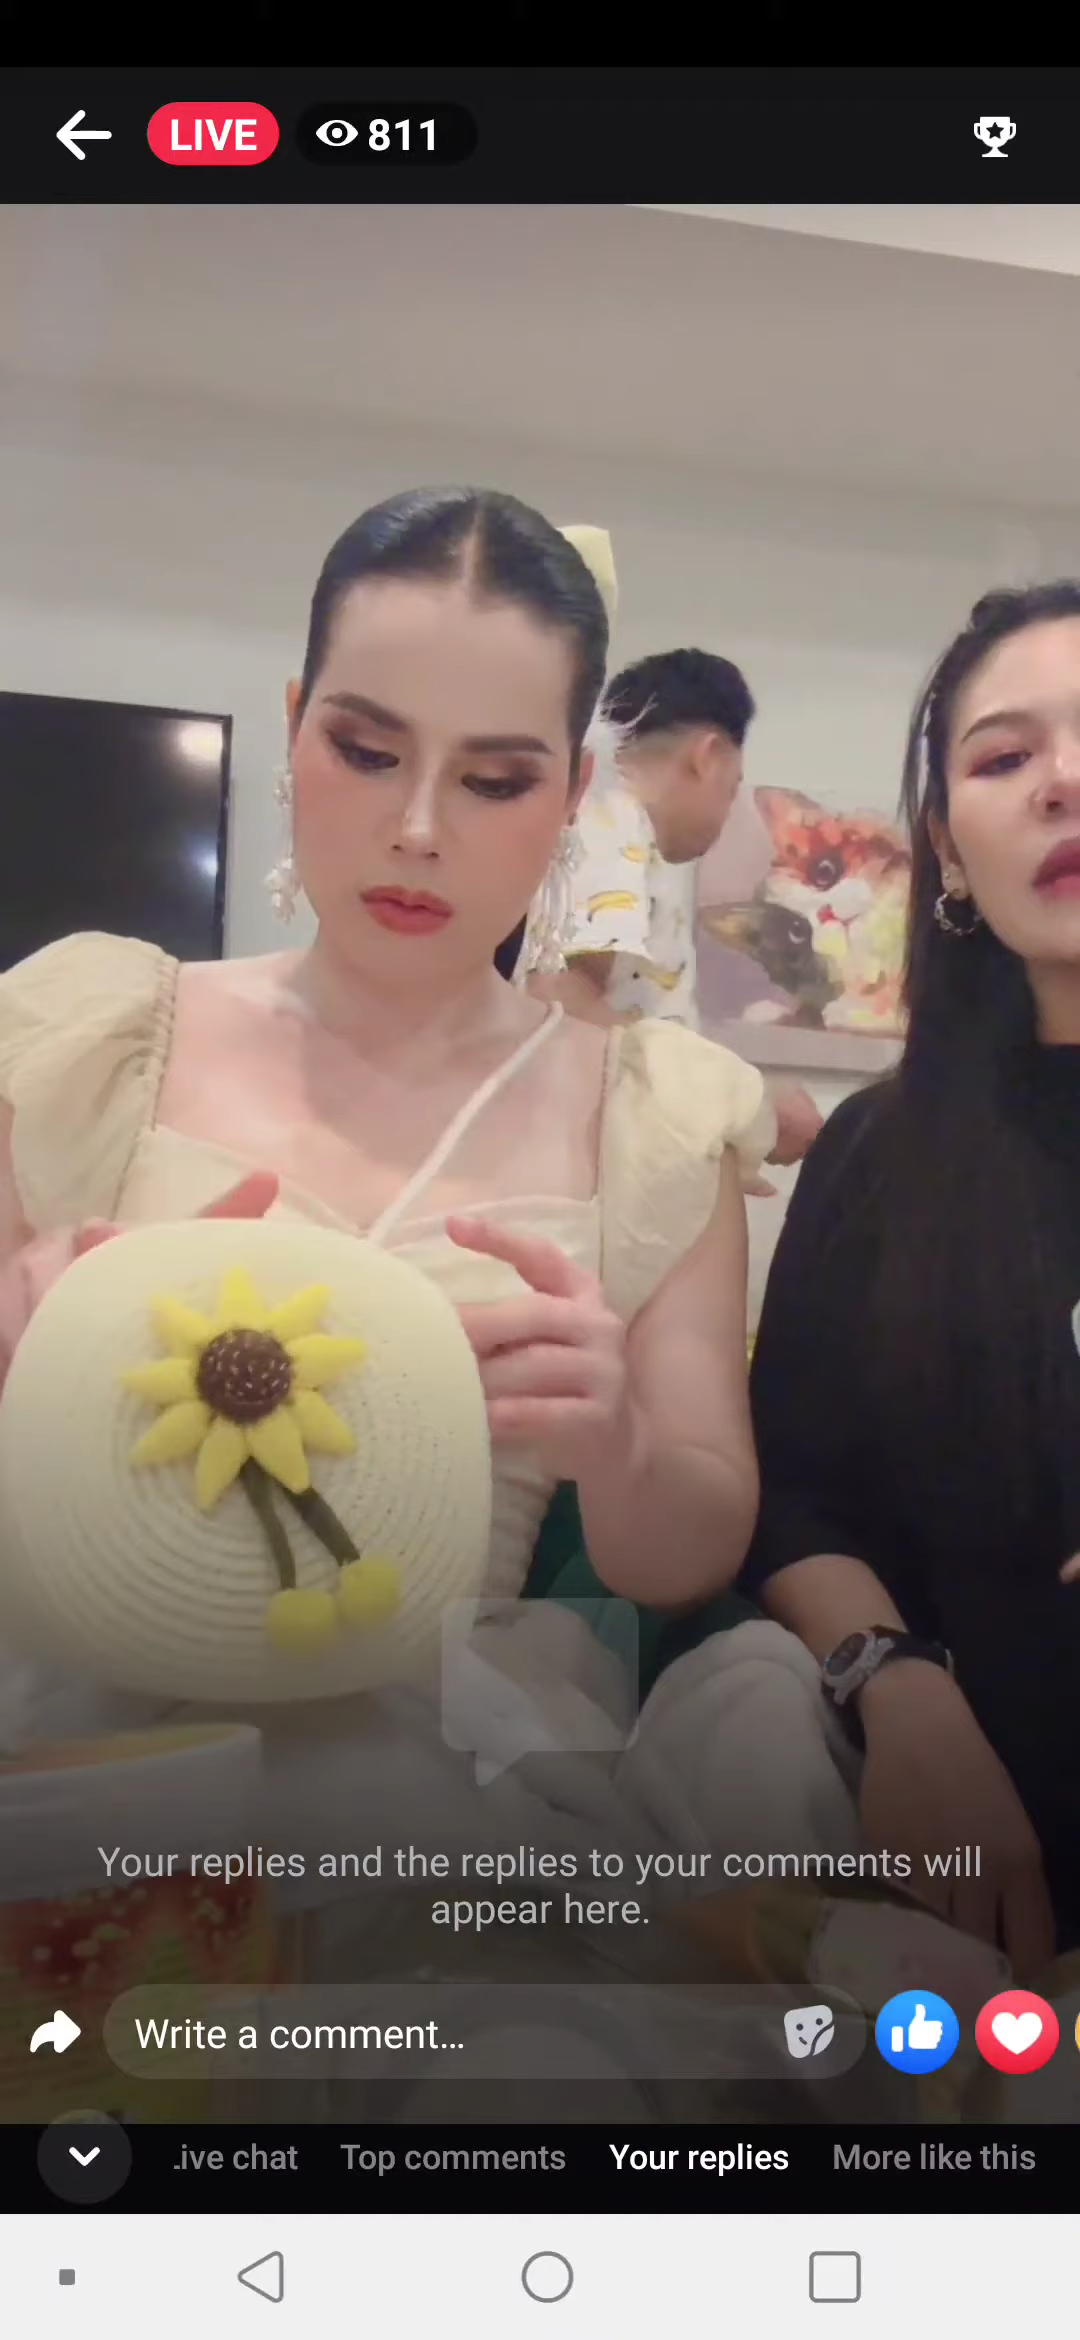 LIVE
811
Your replies and the replies to your comments will
appear here.
Write a comment...
.ive chat Top comments Your replies More like this